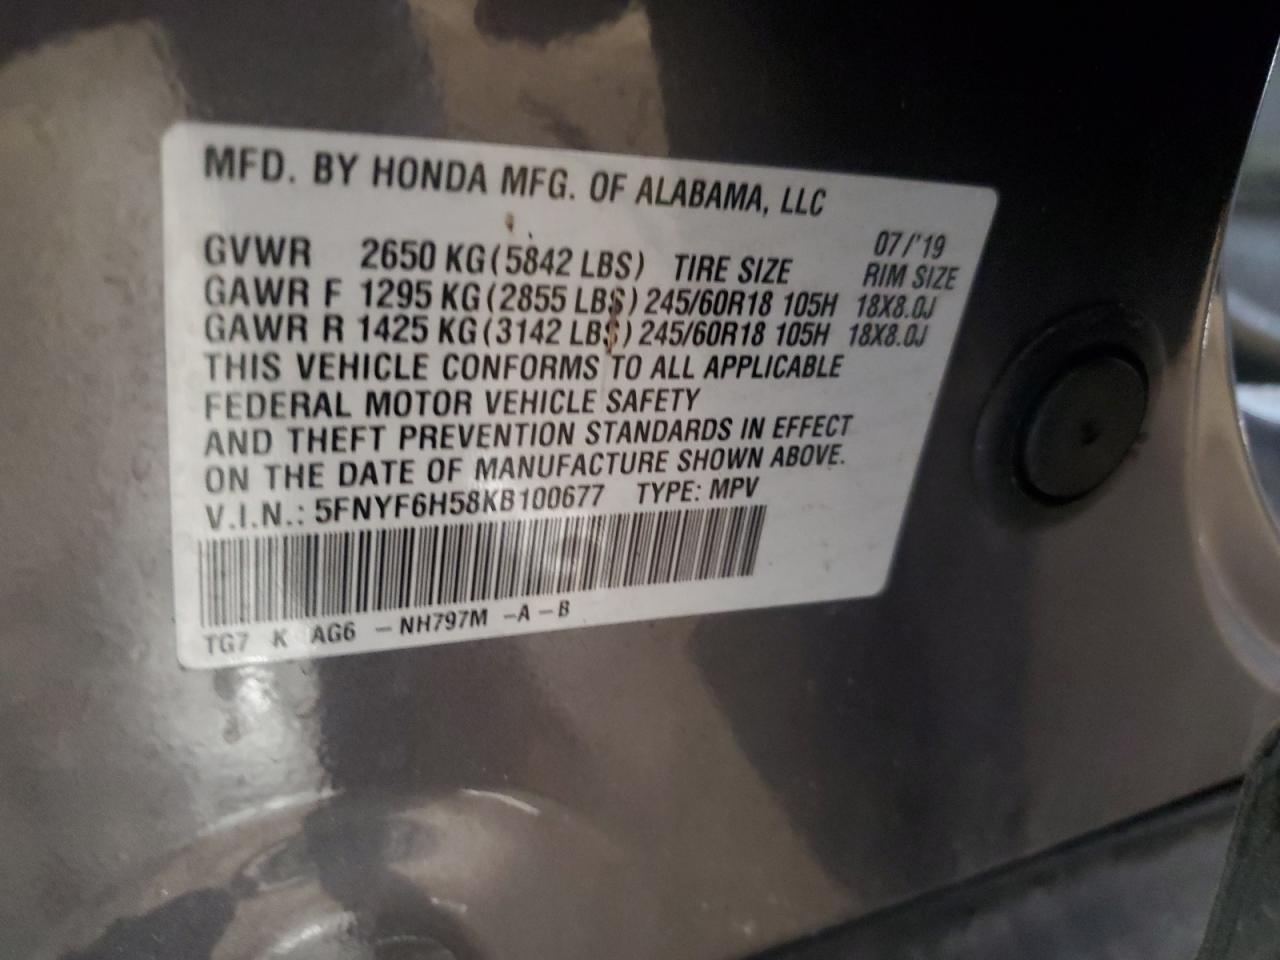 MFD. BY HONDA MFG. OF ALABAMA, LLC
07/'19
GVWR 2650 KG (5842 LBS) TIRE SIZE RIM SIZE
GAWR F 1295 KG (2855 LBS) 245/60R18 105H 18X8.0J
GAWR R 1425 KG (3142 LBS) 245/60R18 105H 18X8.0J
THIS VEHICLE CONFORMS TO ALL APPLICABLE
FEDERAL MOTOR VEHICLE SAFETY
AND THEFT PREVENTION STANDARDS IN EFFECT
ON THE DATE OF MANUFACTURE SHOWN ABOVE.
V.I.N.: 5FNYF6H58KB100677 TYPE: MPV
TG7 K AG6 - NH797M - A - B